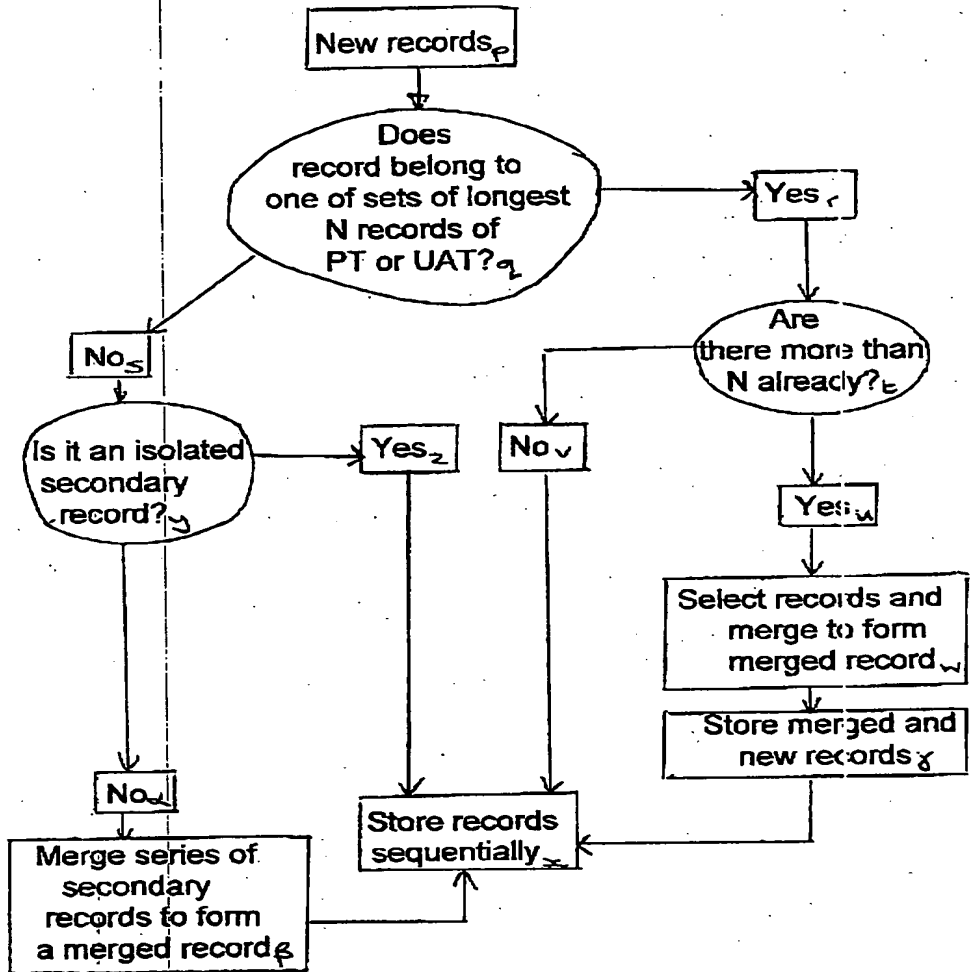 New records p
Does
record belong to
one of sets of longest
N records of
PT or UAT? q
Yes r
No s
Are
there more than
N already? t
Is it an isolated
secondary
record? y
Yes z
No v
Yes u
Select records and
merge to form
merged record w
Store merged and
new records γ
No α
Store records
sequentially x
Merge series of
secondary
records to form
a merged record β